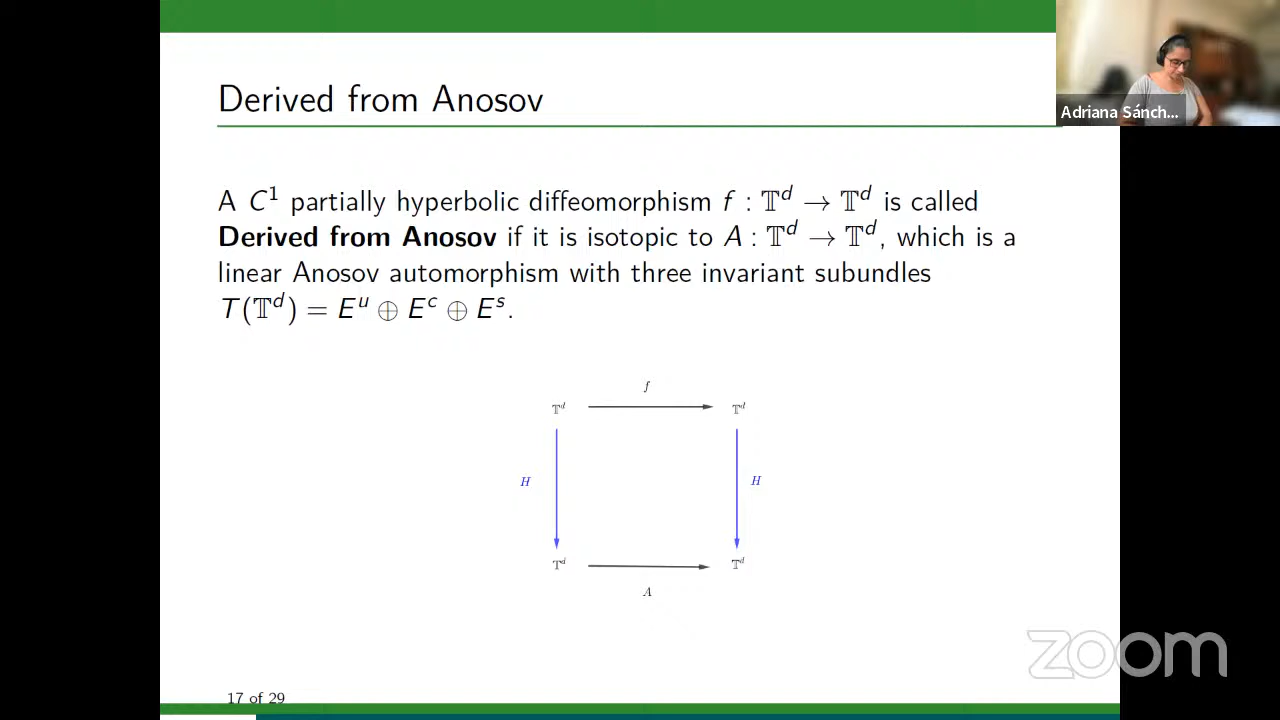 Derived from Anosov
Adriana Sánch...
A C¹ partially hyperbolic diffeomorphism f : 𝕋ᵈ → 𝕋ᵈ is called
Derived from Anosov if it is isotopic to A : 𝕋ᵈ → 𝕋ᵈ, which is a
linear Anosov automorphism with three invariant subundles
T(𝕋ᵈ) = Eᵘ ⊕ Eᶜ ⊕ Eˢ.
f
𝕋ᵈ 𝕋ᵈ
H H
𝕋ᵈ 𝕋ᵈ
A
zoom
17 of 29